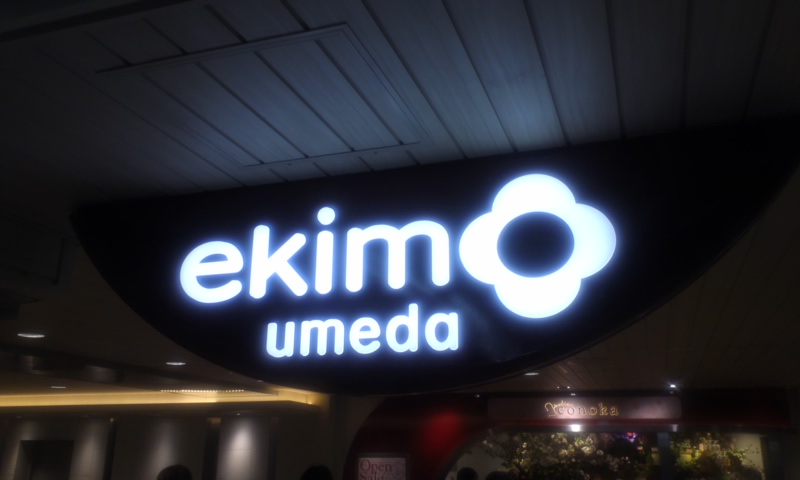 ekimo
umeda
Conoka
Open